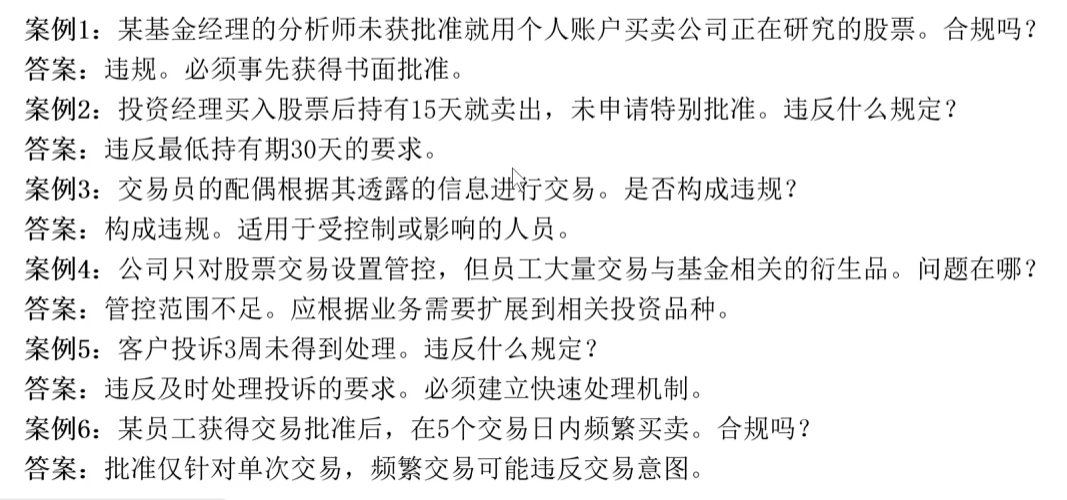 案例1：某基金经理的分析师未获批准就用个人账户买卖公司正在研究的股票。合规吗？
答案：违规。必须事先获得书面批准。
案例2：投资经理买入股票后持有15天就卖出，未申请特别批准。违反什么规定？
答案：违反最低持有期30天的要求。
案例3：交易员的配偶根据其透露的信息进行交易。是否构成违规？
答案：构成违规。适用于受控制或影响的人员。
案例4：公司只对股票交易设置管控，但员工大量交易与基金相关的衍生品。问题在哪？
答案：管控范围不足。应根据业务需要扩展到相关投资品种。
案例5：客户投诉3周未得到处理。违反什么规定？
答案：违反及时处理投诉的要求。必须建立快速处理机制。
案例6：某员工获得交易批准后，在5个交易日内频繁买卖。合规吗？
答案：批准仅针对单次交易，频繁交易可能违反交易意图。